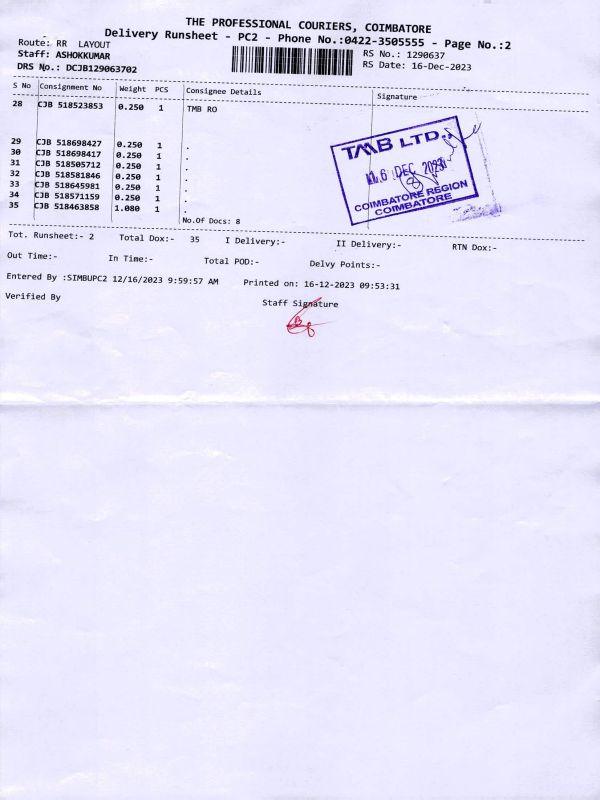 THE PROFESSIONAL COURIERS, COIMBATORE
Delivery Runsheet - PC2 - Phone No.:0422-3505555 - Page No.:2
Route: RR LAYOUT
RS No.: 1290637
Staff: ASHOKKUMAR
RS Date: 16-Dec-2023
DRS No.: DCJB129063702
S No Consignment No Weight PCS Consignee Details Signature
28 CJB 518523853 0.250 1 TMB RO
29 CJB 518698427 0.250 1 .
30 CJB 518698417 0.250 1 .
31 CJB 518505712 0.250 1 .
32 CJB 518581846 0.250 1 .
33 CJB 518645981 0.250 1 .
34 CJB 518571159 0.250 1 .
35 CJB 518463858 1.080 1 .
TMB LTD.,
16 DEC 2023
COIMBATORE REGION
COIMBATORE
No.Of Docs: 8
Tot. Runsheet:- 2 Total Dox:- 35 I Delivery:- II Delivery:- RTN Dox:-
Out Time:- In Time:- Total POD:- Delvy Points:-
Entered By :SIMBUPC2 12/16/2023 9:59:57 AM Printed on: 16-12-2023 09:53:31
Verified By Staff Signature